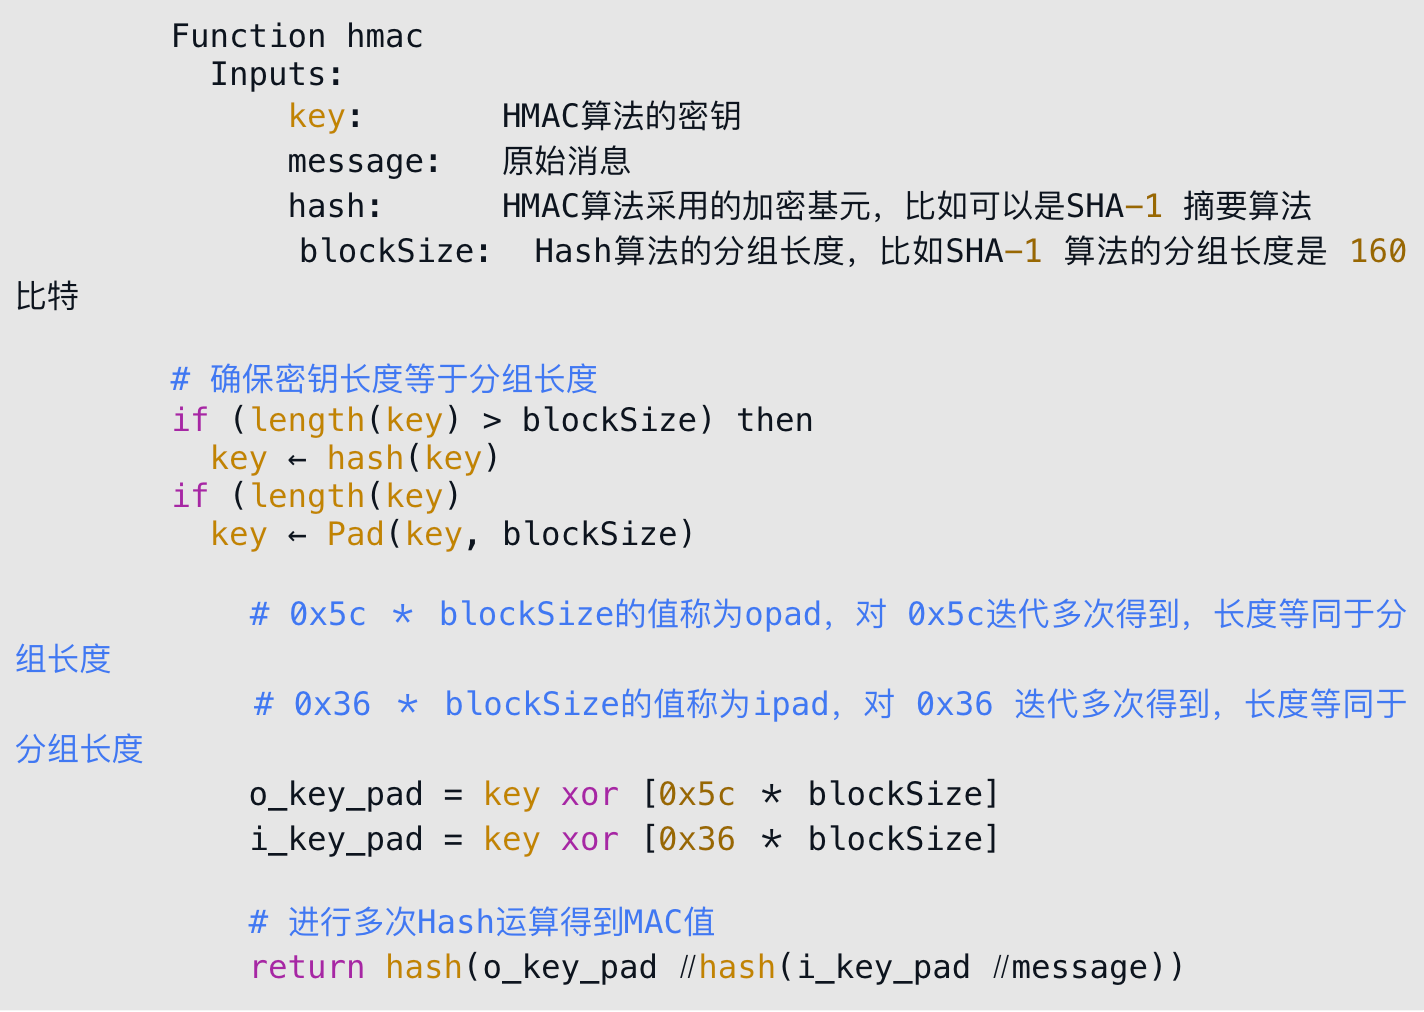 Function hmac
Inputs:
key: HMAC算法的密钥
message: 原始消息
hash: HMAC算法采用的加密基元，比如可以是SHA-1 摘要算法
blockSize: Hash算法的分组长度，比如SHA-1 算法的分组长度是 160
比特
# 确保密钥长度等于分组长度
if (length(key) > blockSize) then
key ← hash(key)
if (length(key)
key ← Pad(key, blockSize)
# 0x5c * blockSize的值称为opad，对 0x5c迭代多次得到，长度等同于分
组长度
# 0x36 * blockSize的值称为ipad，对 0x36 迭代多次得到，长度等同于
分组长度
o_key_pad = key xor [0x5c * blockSize]
i_key_pad = key xor [0x36 * blockSize]
# 进行多次Hash运算得到MAC值
return hash(o_key_pad //hash(i_key_pad //message))